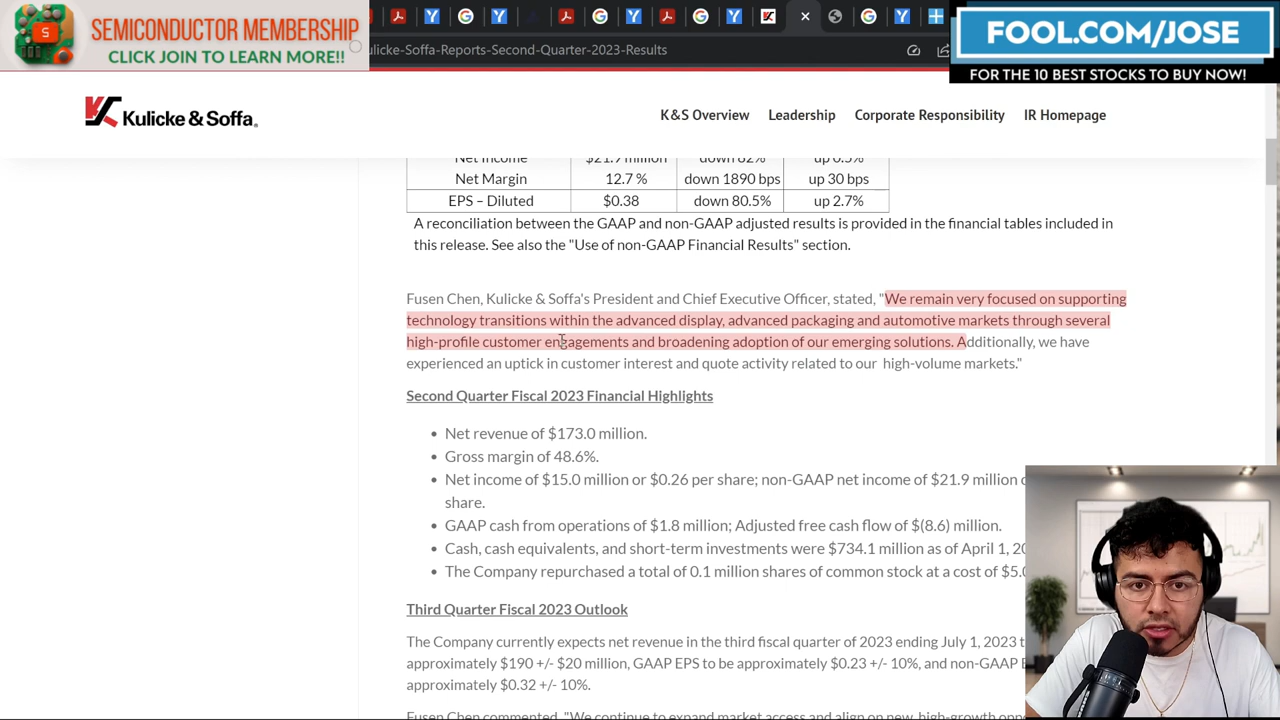 SEMICONDUCTOR MEMBERSHIP
CLICK JOIN TO LEARN MORE!!
ulicke-Soffa-Reports-Second-Quarter-2023-Results
FOOL.COM/JOSE
FOR THE 10 BEST STOCKS TO BUY NOW!
Kulicke & Soffa
K&S Overview Leadership Corporate Responsibility IR Homepage
Net Income $21.9 million down 82% up 0.5%
Net Margin 12.7 % down 1890 bps up 30 bps
EPS – Diluted $0.38 down 80.5% up 2.7%
A reconciliation between the GAAP and non-GAAP adjusted results is provided in the financial tables included in
this release. See also the "Use of non-GAAP Financial Results" section.
Fusen Chen, Kulicke & Soffa's President and Chief Executive Officer, stated, "We remain very focused on supporting
technology transitions within the advanced display, advanced packaging and automotive markets through several
high-profile customer engagements and broadening adoption of our emerging solutions. Additionally, we have
experienced an uptick in customer interest and quote activity related to our high-volume markets."
Second Quarter Fiscal 2023 Financial Highlights
• Net revenue of $173.0 million.
• Gross margin of 48.6%.
• Net income of $15.0 million or $0.26 per share; non-GAAP net income of $21.9 million
share.
• GAAP cash from operations of $1.8 million; Adjusted free cash flow of $(8.6) million.
• Cash, cash equivalents, and short-term investments were $734.1 million as of April 1, 20
• The Company repurchased a total of 0.1 million shares of common stock at a cost of $5.0
Third Quarter Fiscal 2023 Outlook
The Company currently expects net revenue in the third fiscal quarter of 2023 ending July 1, 2023 t
approximately $190 +/- $20 million, GAAP EPS to be approximately $0.23 +/- 10%, and non-GAAP E
approximately $0.32 +/- 10%.
Fusen Chen commented, "We continue to expand market access and align on new, high-growth oppo